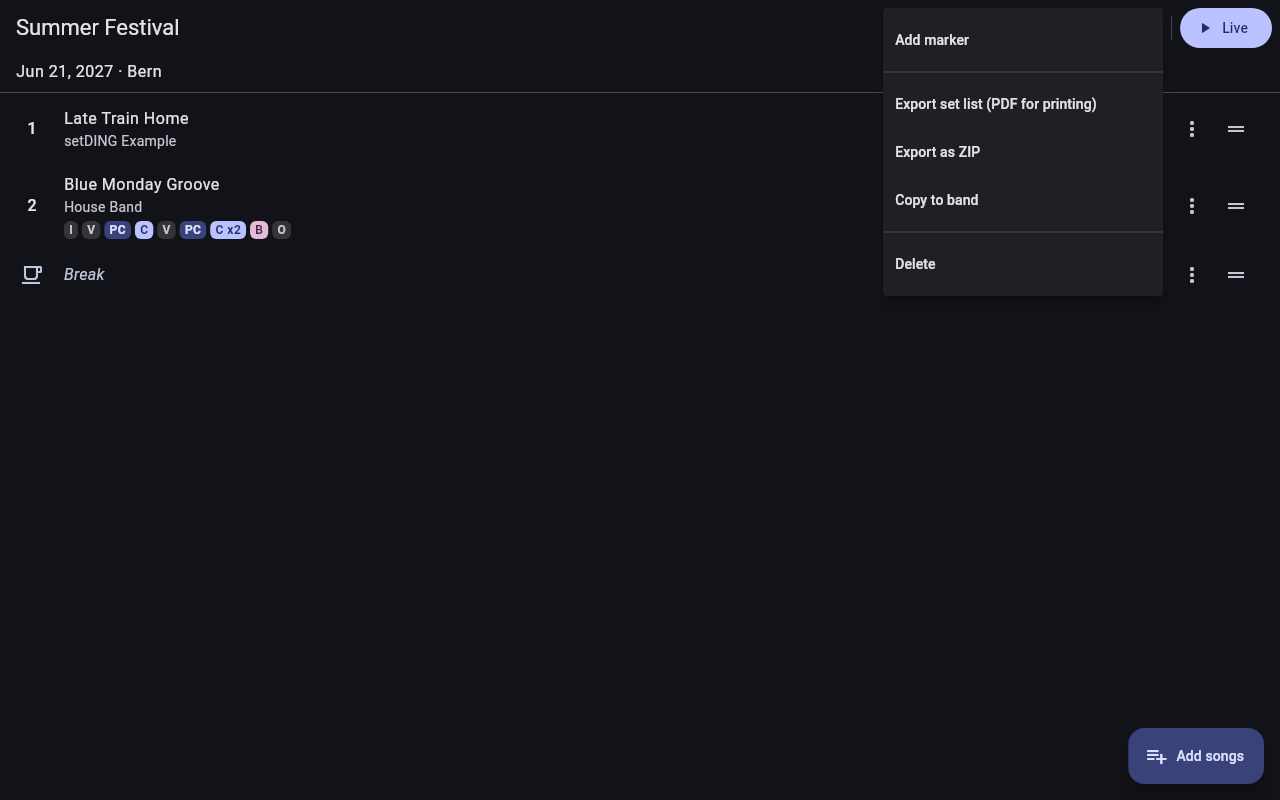 Summer Festival
Live
Jun 21, 2027 · Bern
Add marker
Export set list (PDF for printing)
Export as ZIP
Copy to band
Delete
1
Late Train Home
setDING Example
2
Blue Monday Groove
House Band
I V PC C V PC C x2 B O
Break
Add songs